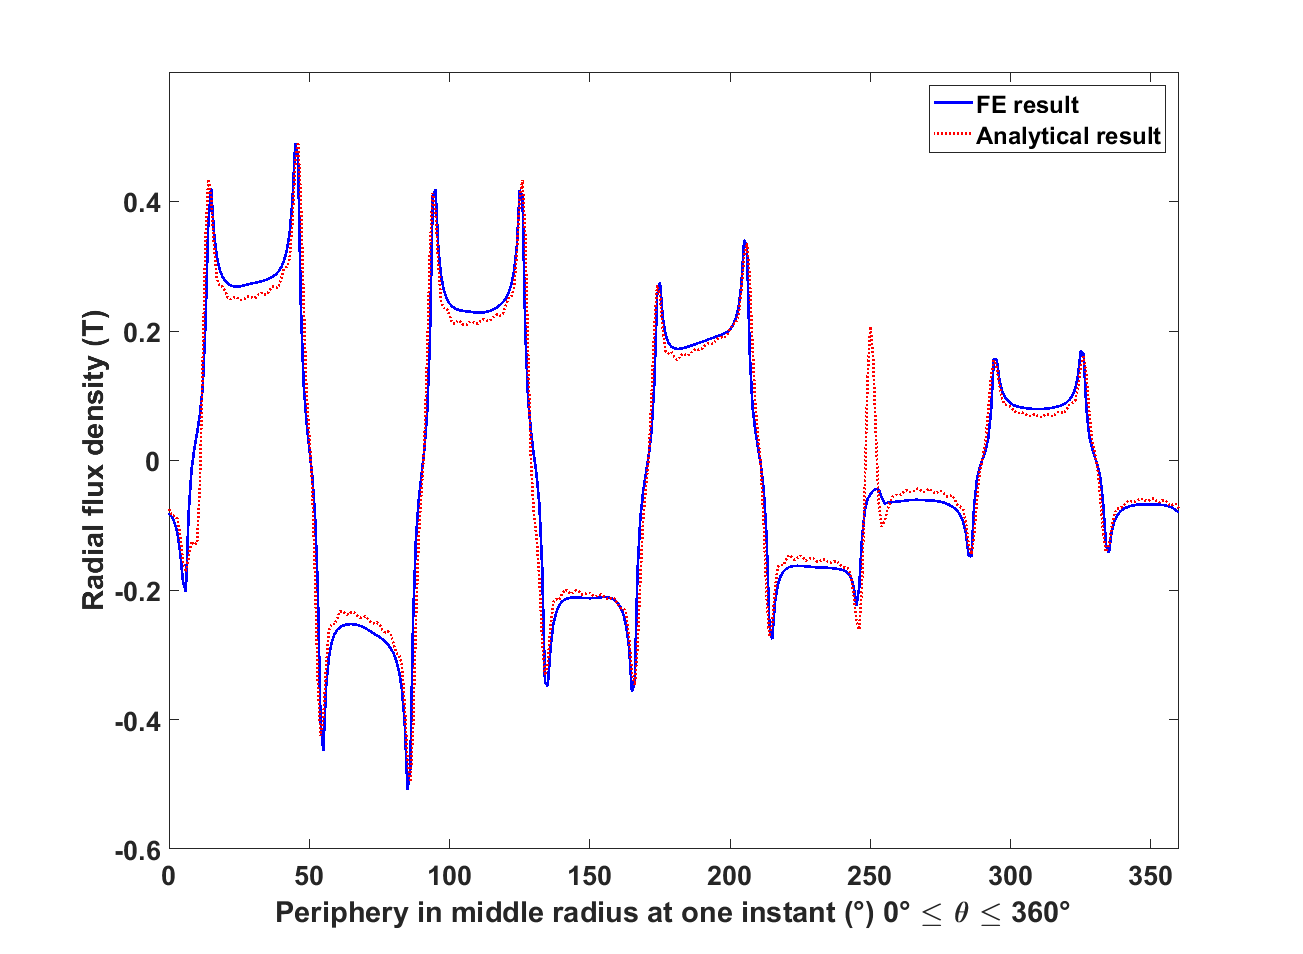 FE result
Analytical result
Radial flux density (T)
0.4
0.2
0
-0.2
-0.4
-0.6
0 50 100 150 200 250 300 350
Periphery in middle radius at one instant (°) 0° ≤ θ ≤ 360°